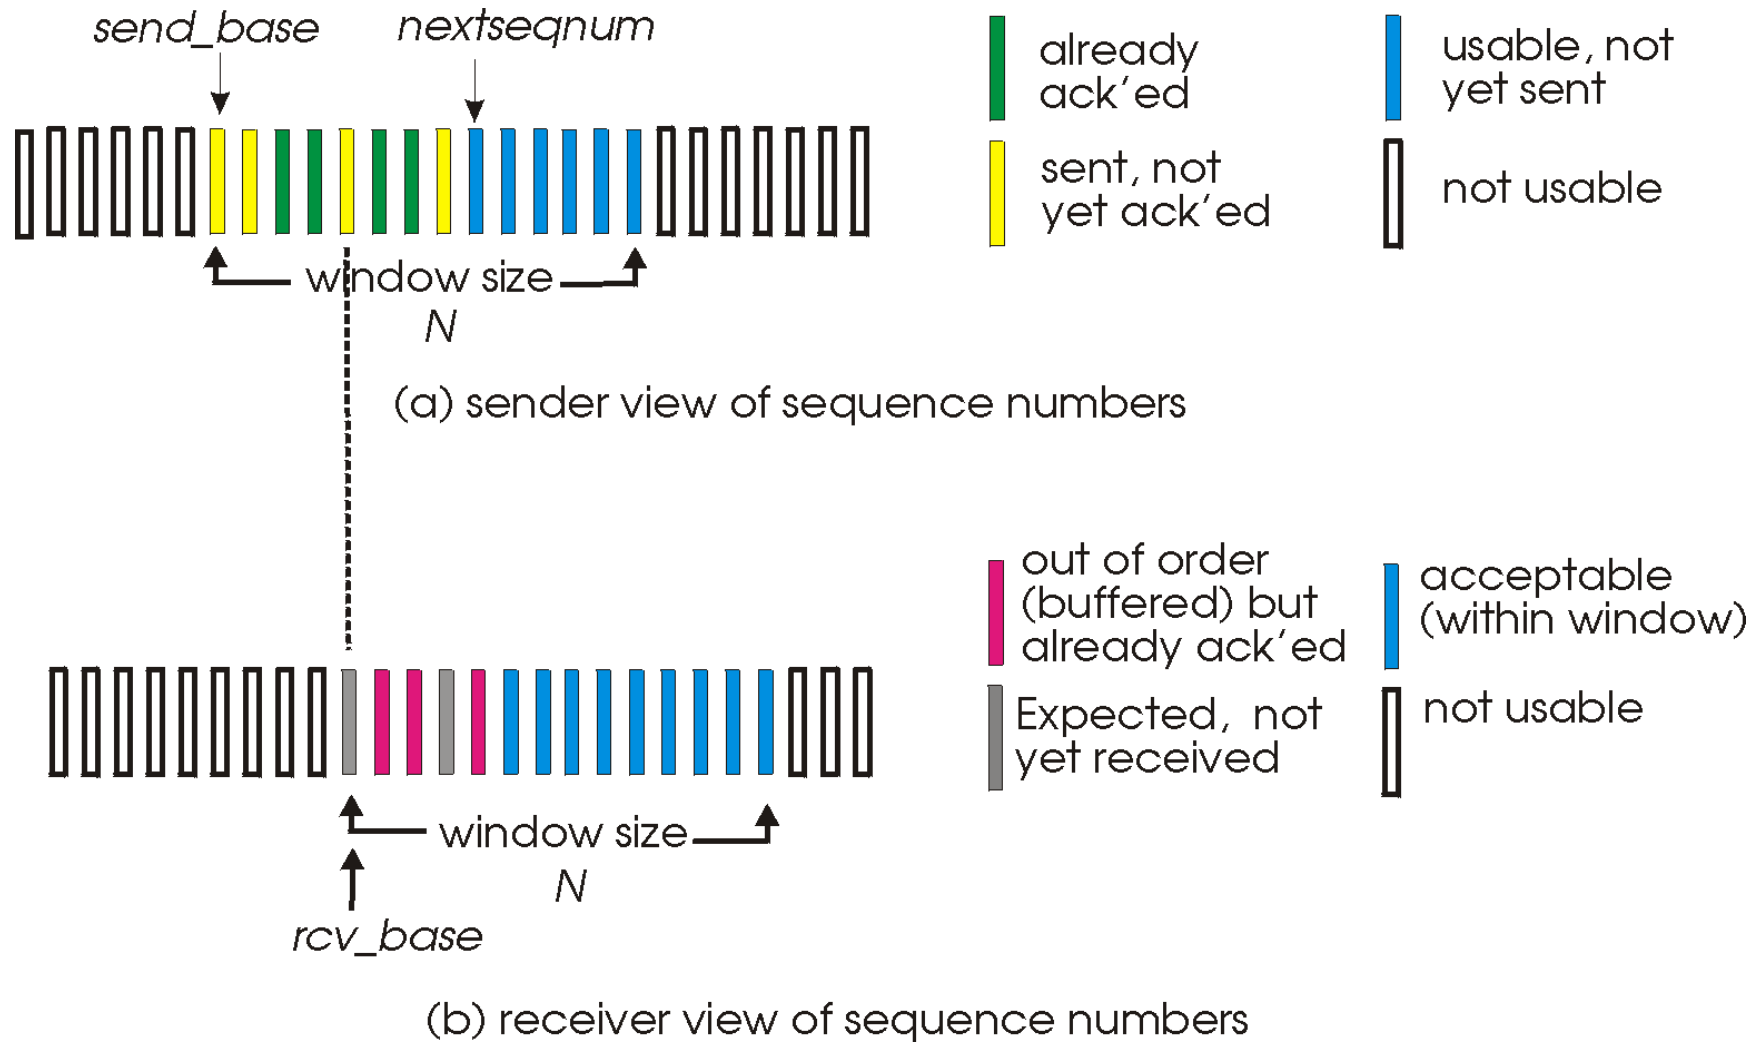 send_base
nextseqnum
already
ack'ed
usable, not
yet sent
sent, not
yet ack'ed
not usable
window size
N
(a) sender view of sequence numbers
out of order
(buffered) but
already ack'ed
acceptable
(within window)
Expected, not
yet received
not usable
window size
N
rcv_base
(b) receiver view of sequence numbers